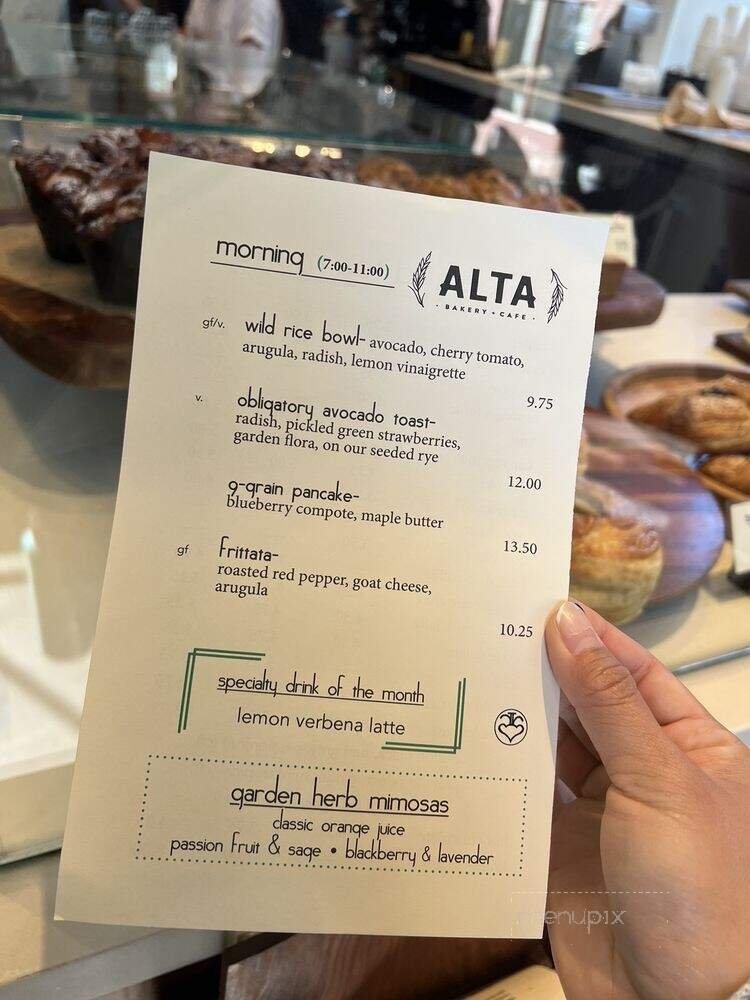 morning (7:00-11:00)
ALTA
BAKERY + CAFE
gf/v. wild rice bowl- avocado, cherry tomato,
arugula, radish, lemon vinaigrette
9.75
v. obligatory avocado toast-
radish, pickled green strawberries,
garden flora, on our seeded rye
12.00
9-grain pancake-
blueberry compote, maple butter
13.50
gf frittata-
roasted red pepper, goat cheese,
arugula
10.25
specialty drink of the month
lemon verbena latte
garden herb mimosas
classic orange juice
passion fruit & sage • blackberry & lavender
menupix